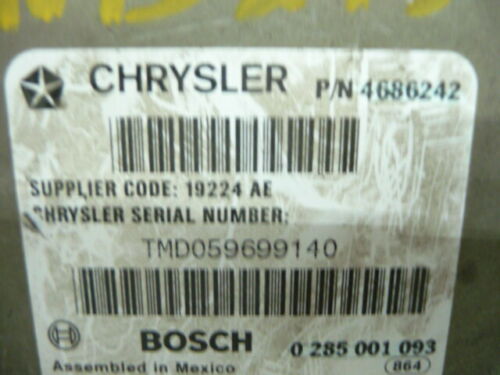 CHRYSLER P/N 4686242
SUPPLIER CODE: 19224 AE
CHRYSLER SERIAL NUMBER:
TMD059699140
BOSCH 0 285 001 093
Assembled in Mexico 864